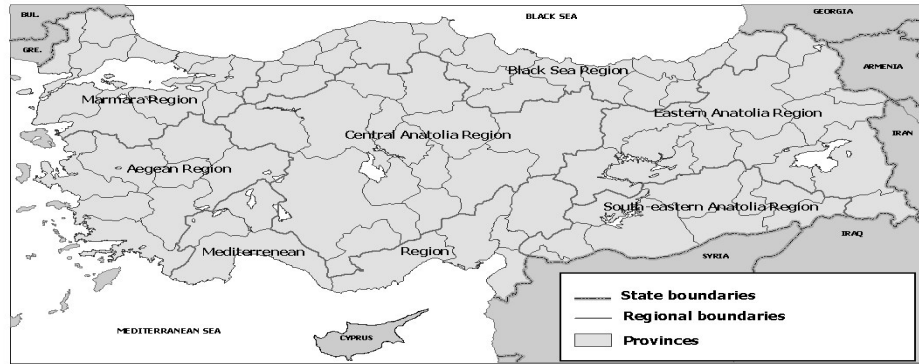 BUL.
BLACK SEA
GEORGIA
GRE.
ARMENIA
Black Sea Region
Marmara Region
Eastern Anatolia Region
Central Anatolia Region
IRAN
Aegean Region
South-eastern Anatolia Region
IRAQ
Mediterrenean Region
SYRIA
State boundaries
Regional boundaries
Provinces
MEDITERRANEAN SEA
CYPRUS